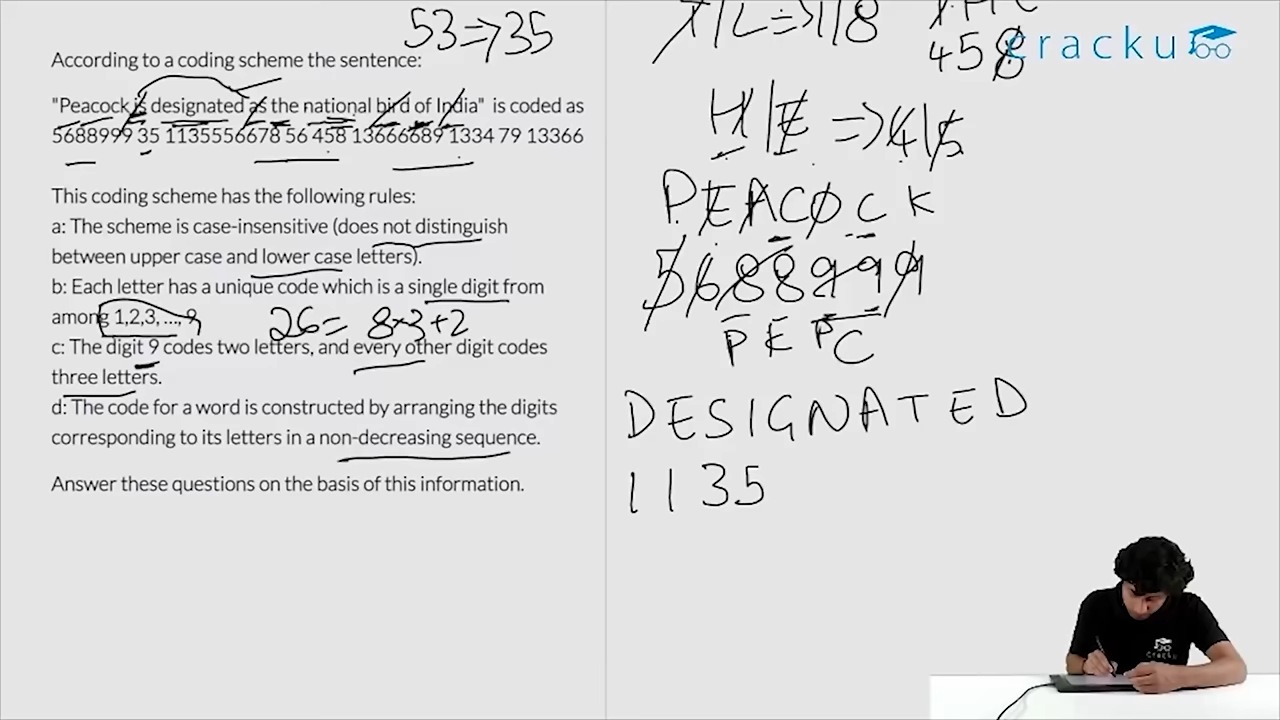 53 => 35
According to a coding scheme the sentence:
"Peacock is designated as the national bird of India" is coded as
5688999 35 1135556678 56 458 13666689 1334 79 13366
This coding scheme has the following rules:
a: The scheme is case-insensitive (does not distinguish
between upper case and lower case letters).
b: Each letter has a unique code which is a single digit from
among 1,2,3, ..., 9.
26 = 8*3+2
c: The digit 9 codes two letters, and every other digit codes
three letters.
d: The code for a word is constructed by arranging the digits
corresponding to its letters in a non-decreasing sequence.
Answer these questions on the basis of this information.
458
cracku
H/E => 4/5
PEACOCK
5688999
DESIGNATED
1135
cracku